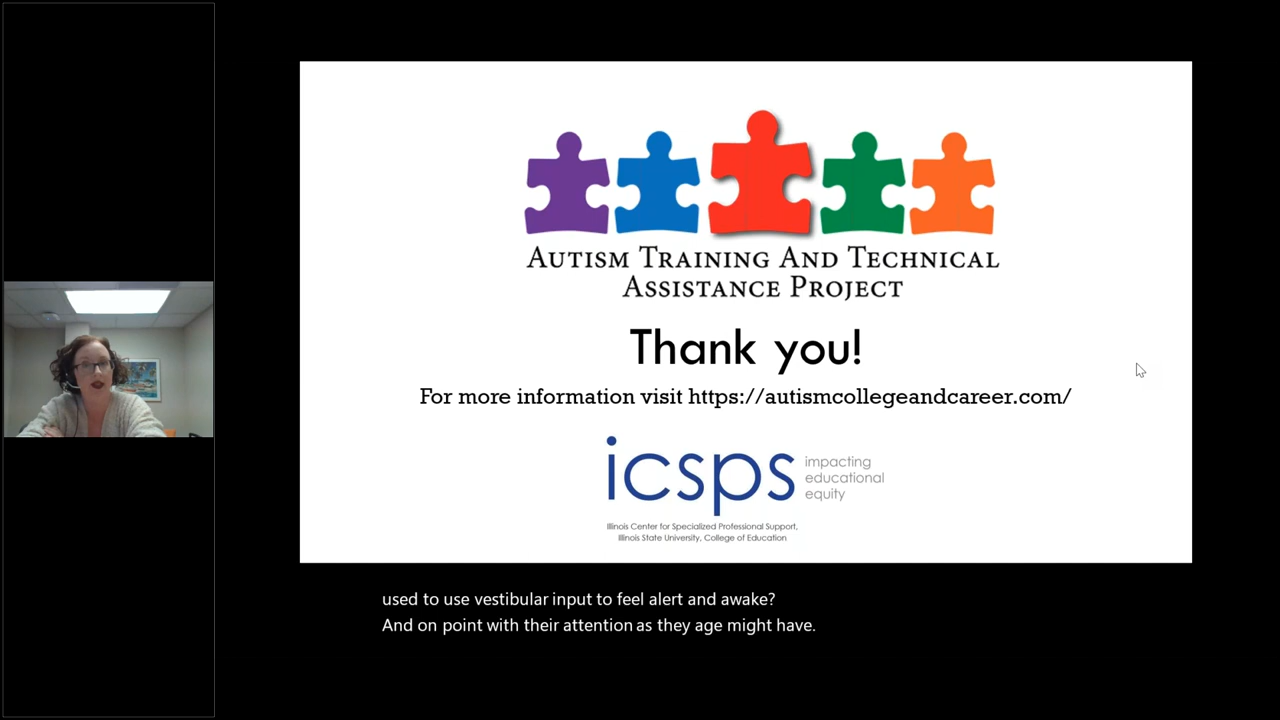 AUTISM TRAINING AND TECHNICAL
ASSISTANCE PROJECT
Thank you!
For more information visit https://autismcollegeandcareer.com/
icsps
impacting
educational
equity
Illinois Center for Specialized Professional Support,
Illinois State University, College of Education
used to use vestibular input to feel alert and awake?
And on point with their attention as they age might have.